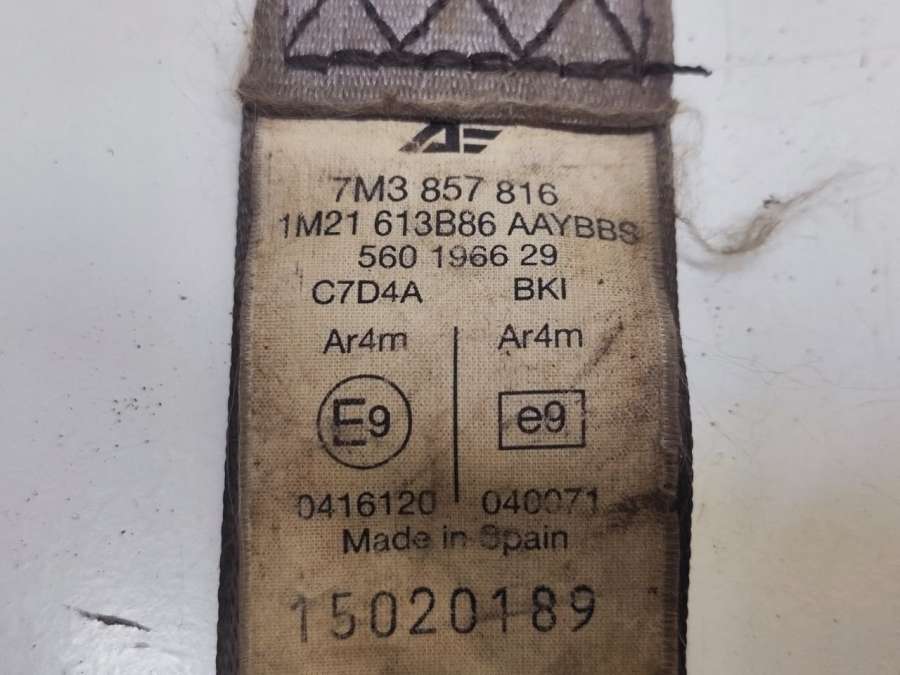 7M3 857 816
1M21 613B86 AAYBBS
560 1966 29
C7D4A BKI
Ar4m Ar4m
E9 e9
0416120 040071
Made in Spain
15020189